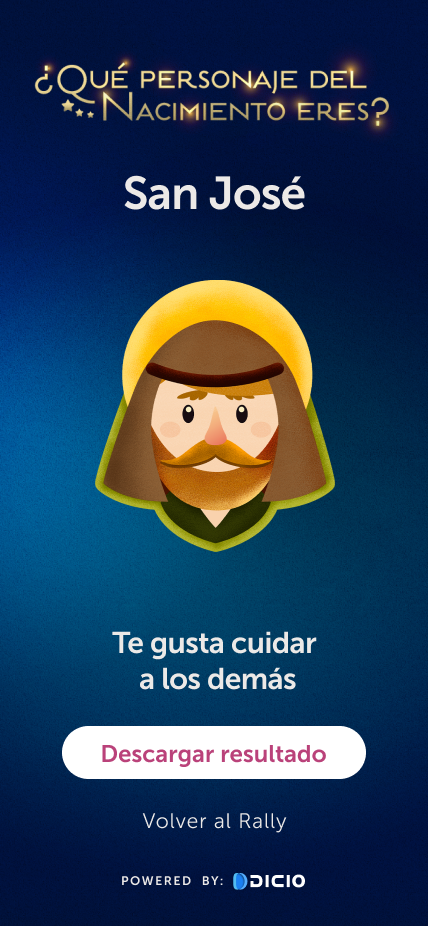 ¿Qué personaje del
Nacimiento eres?
San José
Te gusta cuidar
a los demás
Descargar resultado
Volver al Rally
POWERED BY: DICIO